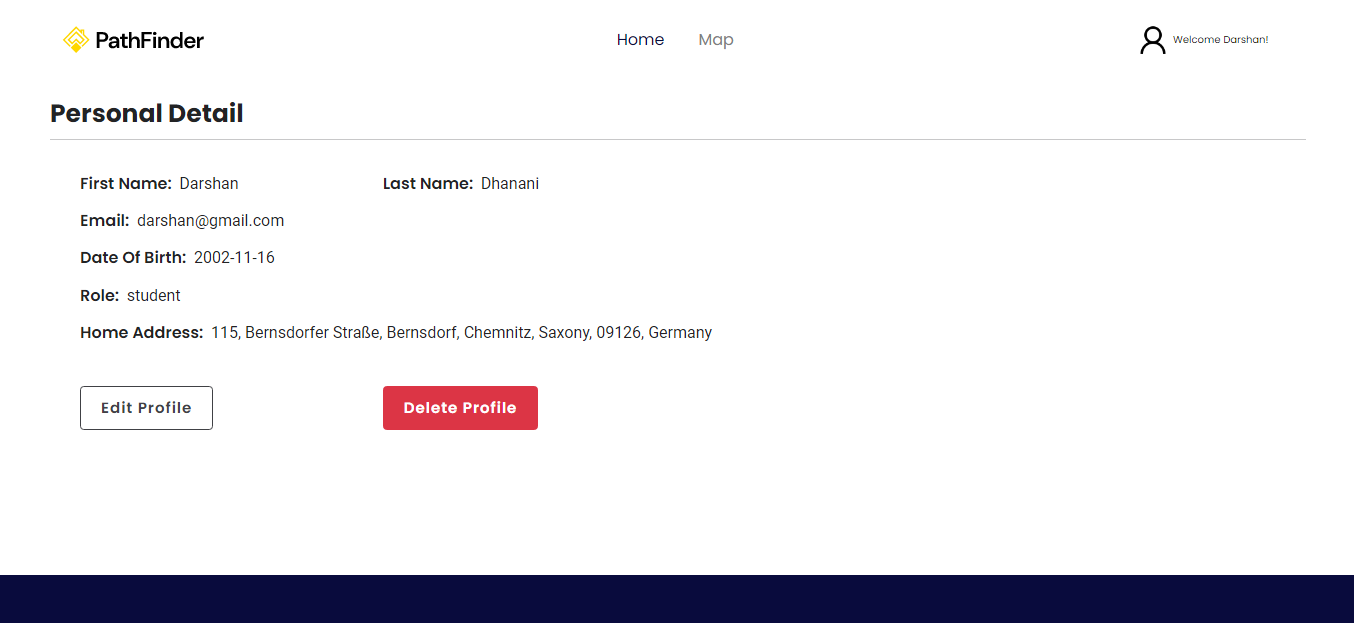 PathFinder Home Map Welcome Darshan!
Personal Detail
First Name: Darshan Last Name: Dhanani
Email: darshan@gmail.com
Date Of Birth: 2002-11-16
Role: student
Home Address: 115, Bernsdorfer Straße, Bernsdorf, Chemnitz, Saxony, 09126, Germany
Edit Profile Delete Profile